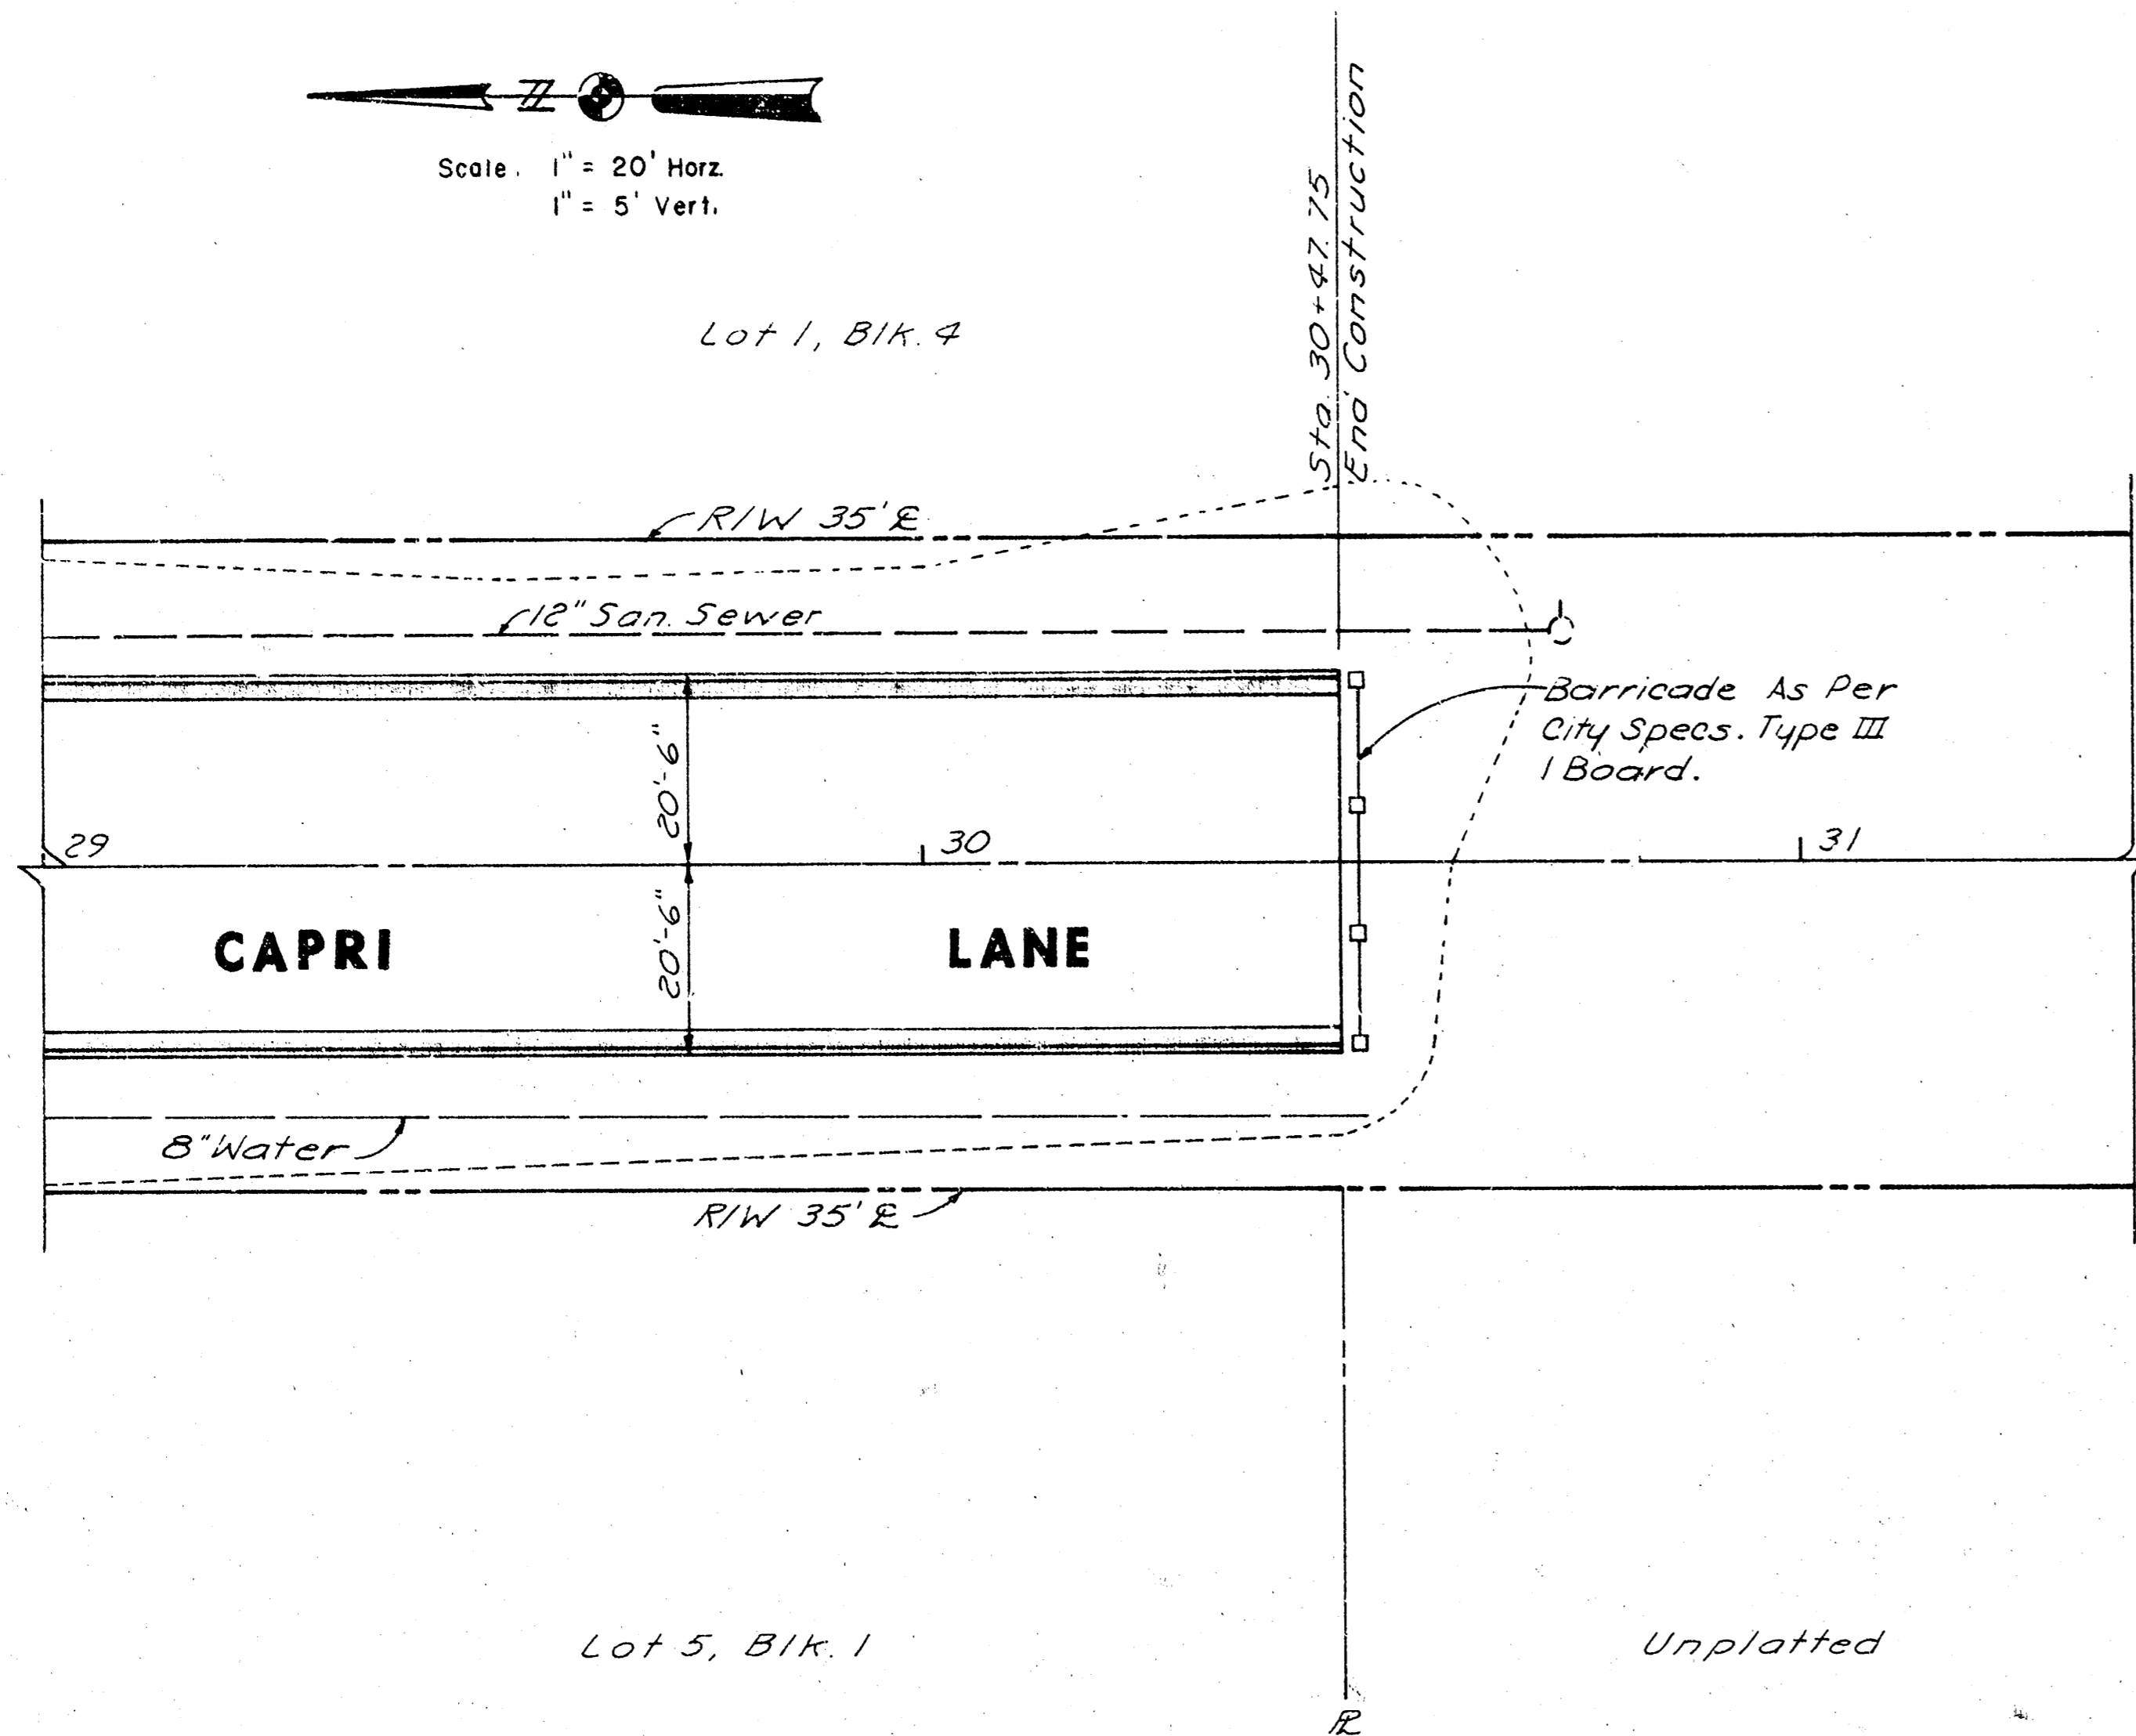 N
Scale. 1" = 20' Horz.
1" = 5' Vert.
Sta. 30+47.75
End Construction
Lot 1, Blk. 4
R/W 35' ℄
12" San. Sewer
Barricade As Per
City Specs. Type III
1 Board.
20'-6"
29
30
31
20'-6"
CAPRI LANE
8" Water
R/W 35' ℄
Lot 5, Blk. 1
Unplatted
⅊